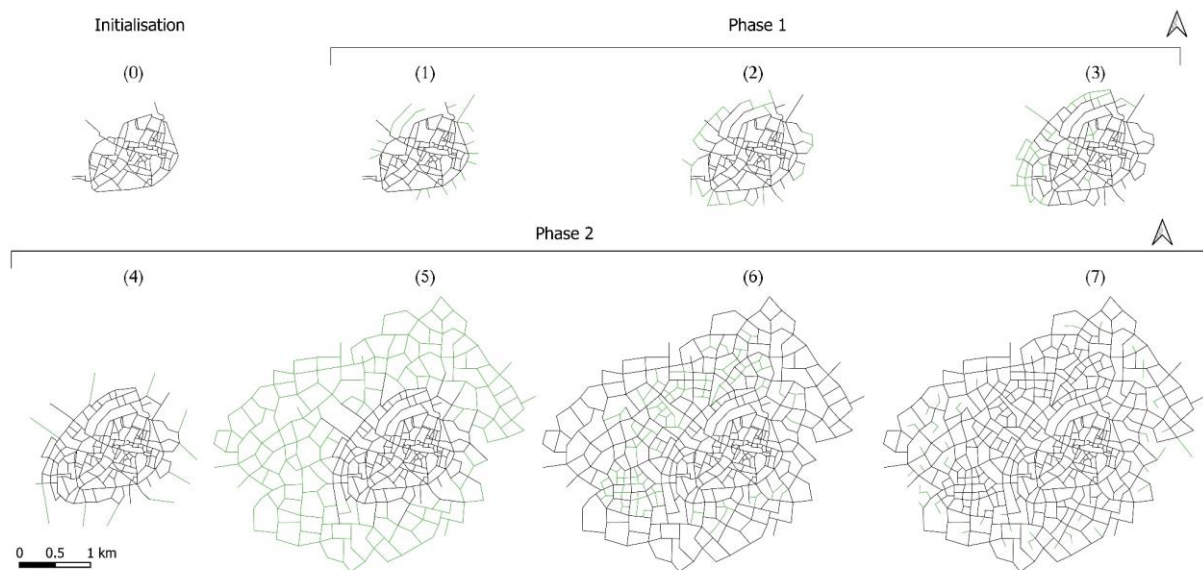 Initialisation
Phase 1
(0)
(1)
(2)
(3)
Phase 2
(4)
(5)
(6)
(7)
0 0.5 1 km